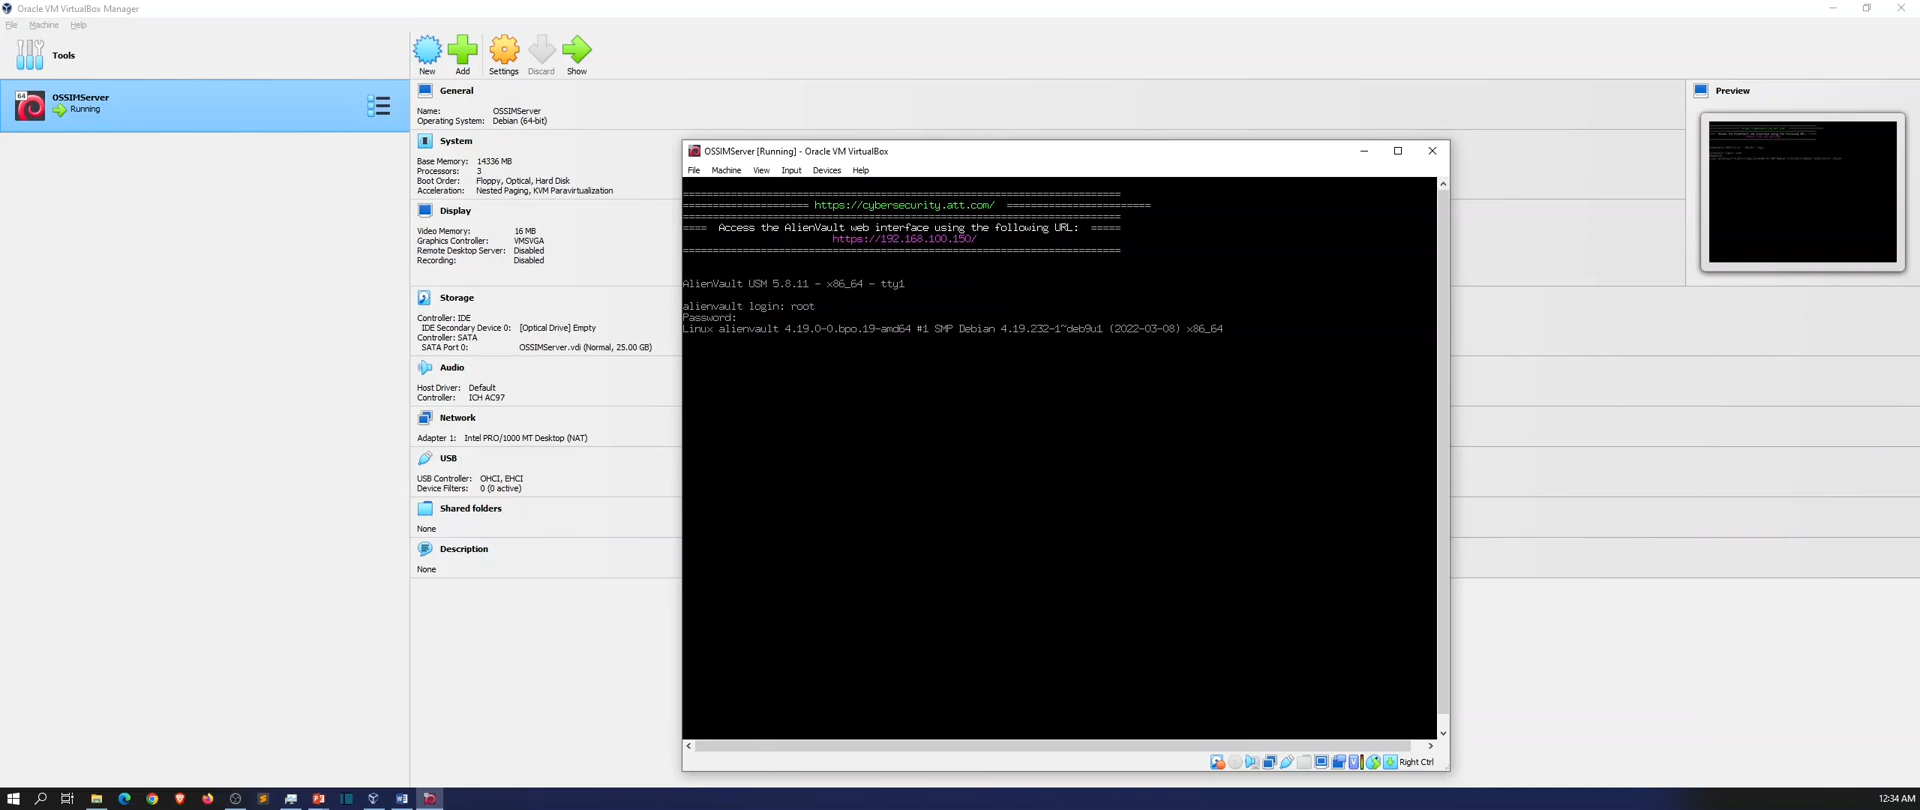 Oracle VM VirtualBox Manager
File Machine Help
Tools
New Add Settings Discard Show
64
OSSIMServer
Running
General
Name: OSSIMServer
Operating System: Debian (64-bit)
System
Base Memory: 14336 MB
Processors: 3
Boot Order: Floppy, Optical, Hard Disk
Acceleration: Nested Paging, KVM Paravirtualization
Display
Video Memory: 16 MB
Graphics Controller: VMSVGA
Remote Desktop Server: Disabled
Recording: Disabled
Storage
Controller: IDE
IDE Secondary Device 0: [Optical Drive] Empty
Controller: SATA
SATA Port 0: OSSIMServer.vdi (Normal, 25.00 GB)
Audio
Host Driver: Default
Controller: ICH AC97
Network
Adapter 1: Intel PRO/1000 MT Desktop (NAT)
USB
USB Controller: OHCI, EHCI
Device Filters: 0 (0 active)
Shared folders
None
Description
None
Preview
OSSIMServer [Running] - Oracle VM VirtualBox
File Machine View Input Devices Help
=========================================================================
===================== https://cybersecurity.att.com/ ========================
=========================================================================
==== Access the AlienVault web interface using the following URL: =====
https://192.168.100.150/
=========================================================================
AlienVault USM 5.8.11 - x86_64 - tty1
alienvault login: root
Password:
Linux alienvault 4.19.0-0.bpo.19-amd64 #1 SMP Debian 4.19.232-1~deb9u1 (2022-03-08) x86_64
Right Ctrl
12:34 AM